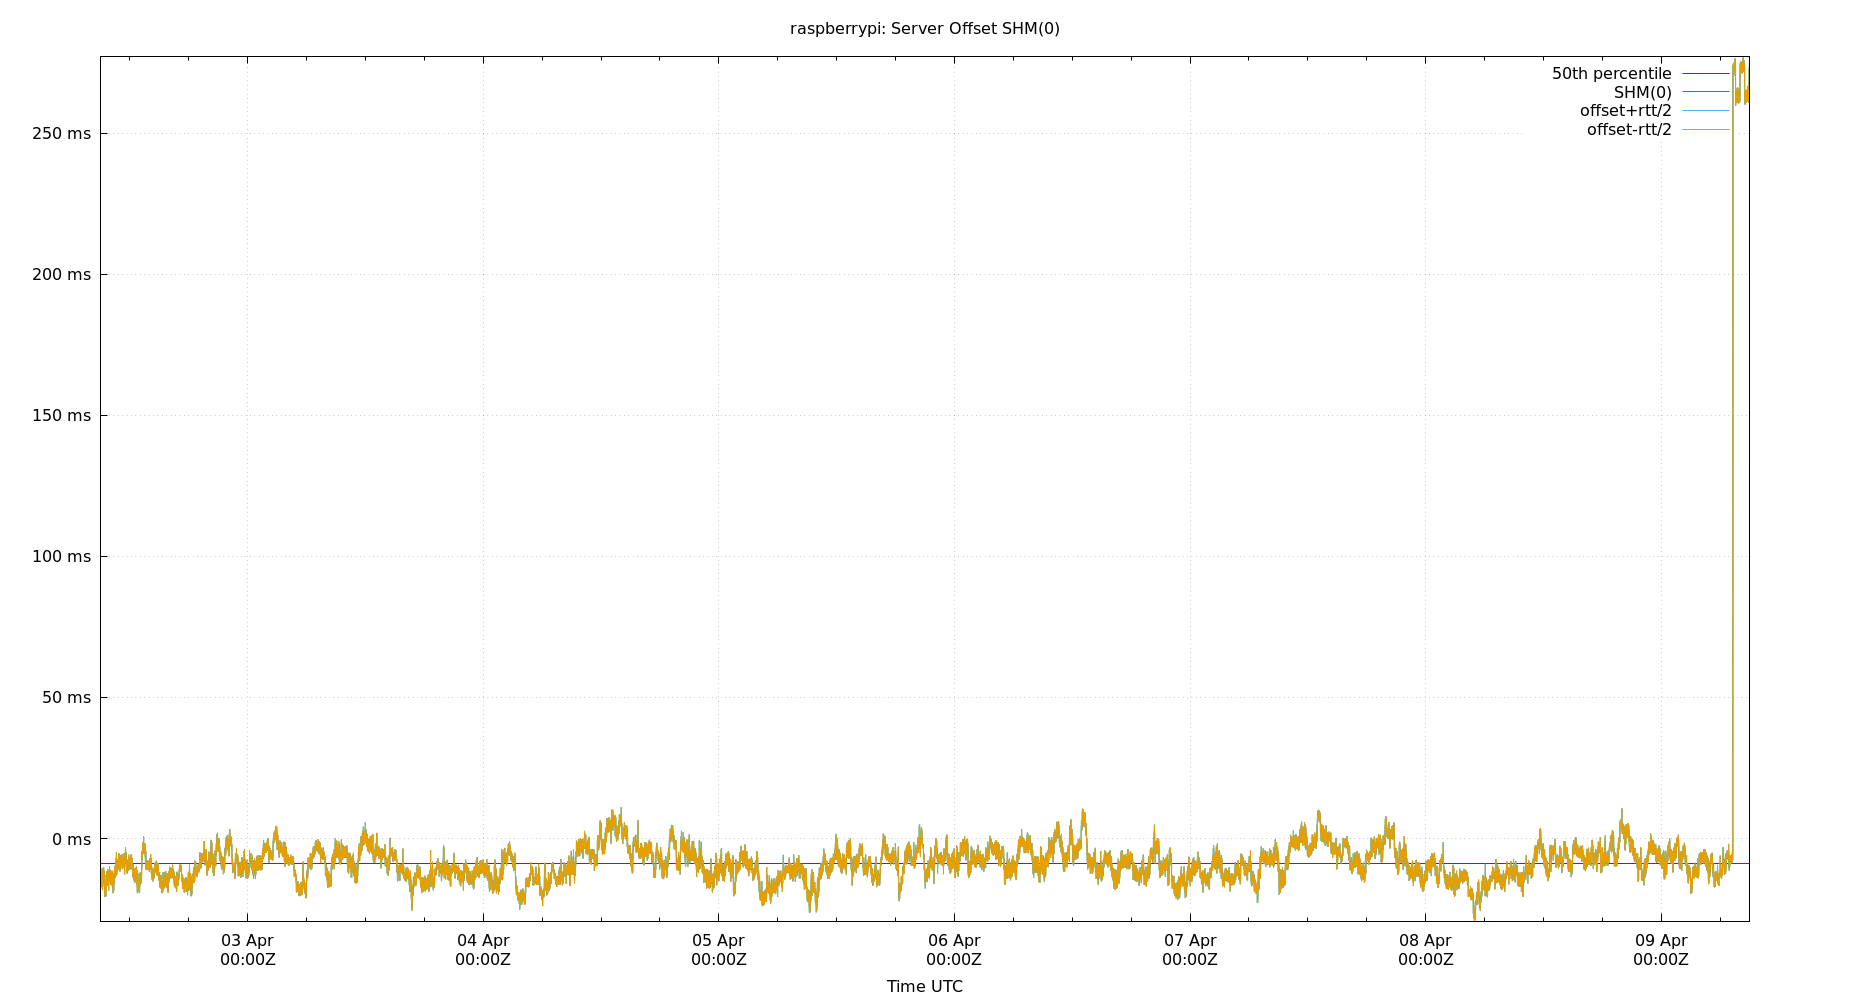 raspberrypi: Server Offset SHM(0)
50th percentile
SHM(0)
offset+rtt/2
offset-rtt/2
250 ms
200 ms
150 ms
100 ms
50 ms
0 ms
03 Apr 04 Apr 05 Apr 06 Apr 07 Apr 08 Apr 09 Apr
00:00Z 00:00Z 00:00Z 00:00Z 00:00Z 00:00Z 00:00Z
Time UTC